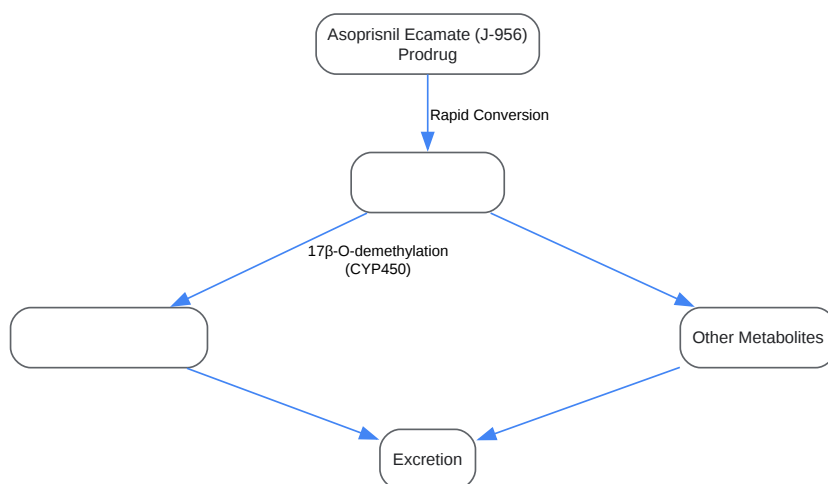 Asoprisnil Ecamate (J-956)
Prodrug
Rapid Conversion
17β-O-demethylation
(CYP450)
Other Metabolites
Excretion